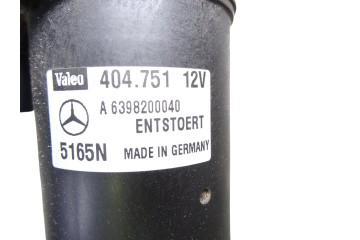 Valeo 404.751 12V
A 6398200040
ENTSTOERT
5165N MADE IN GERMANY